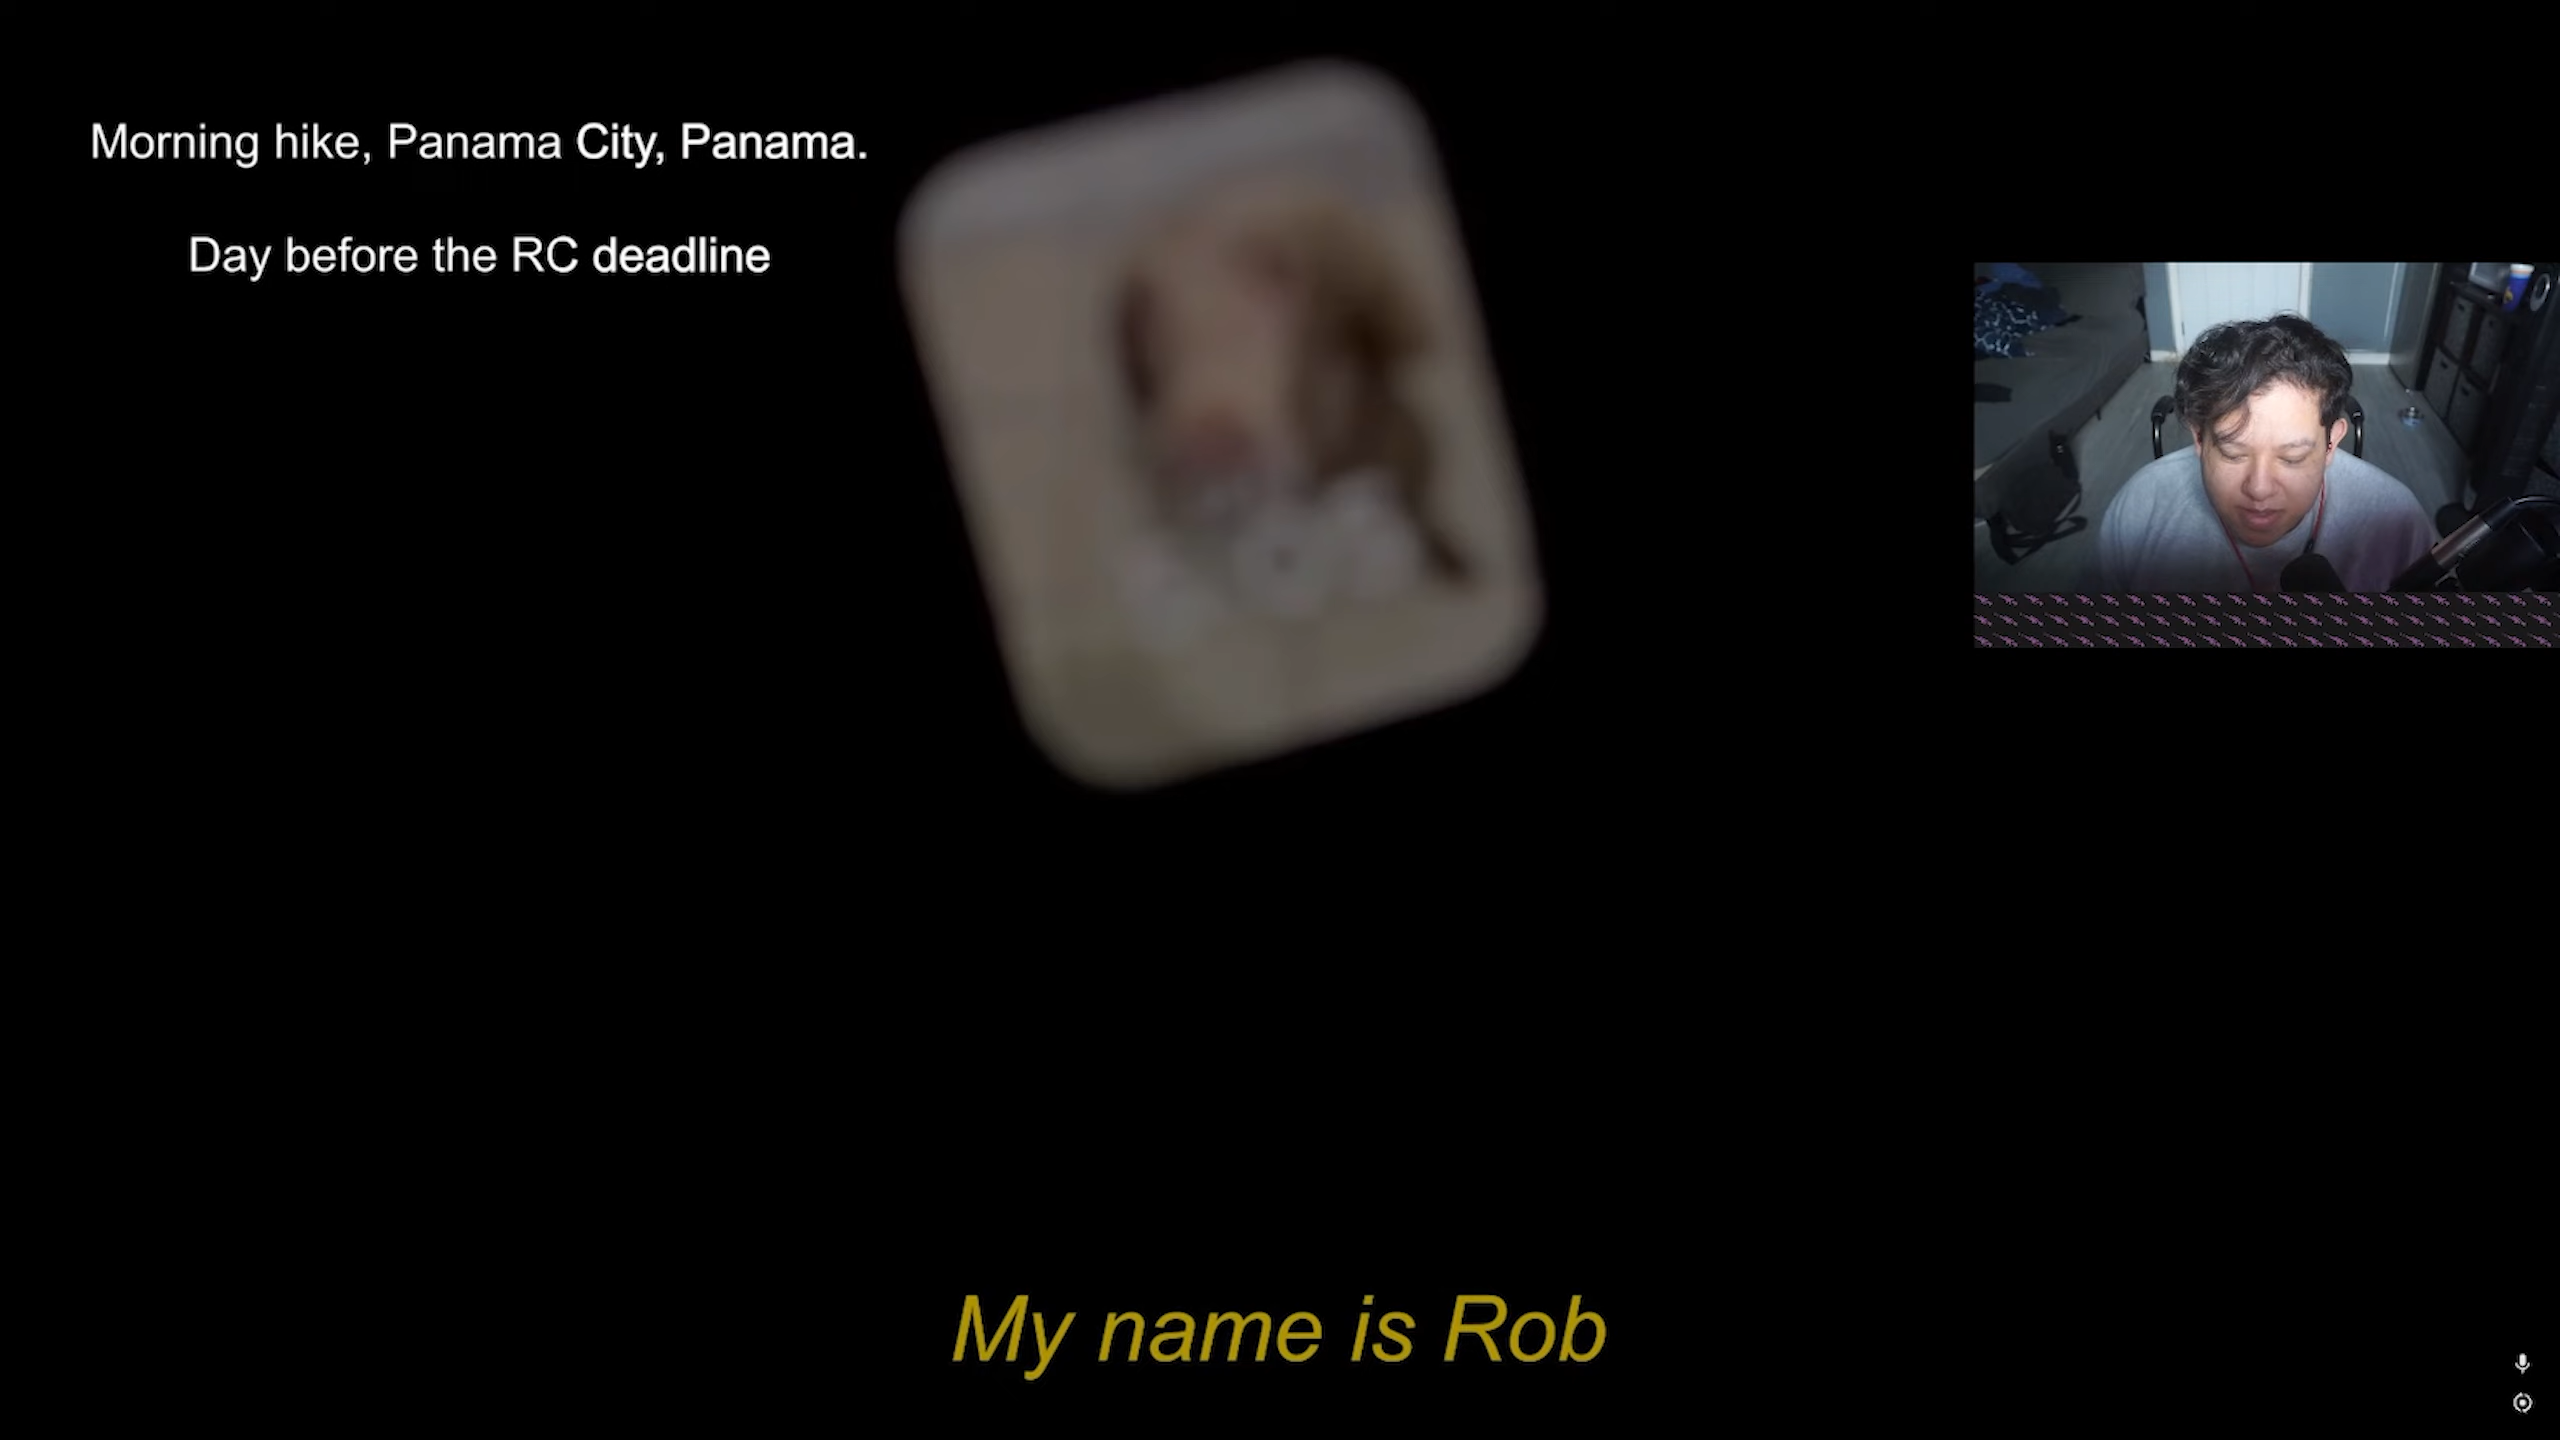 Morning hike, Panama City, Panama.
Day before the RC deadline
My name is Rob